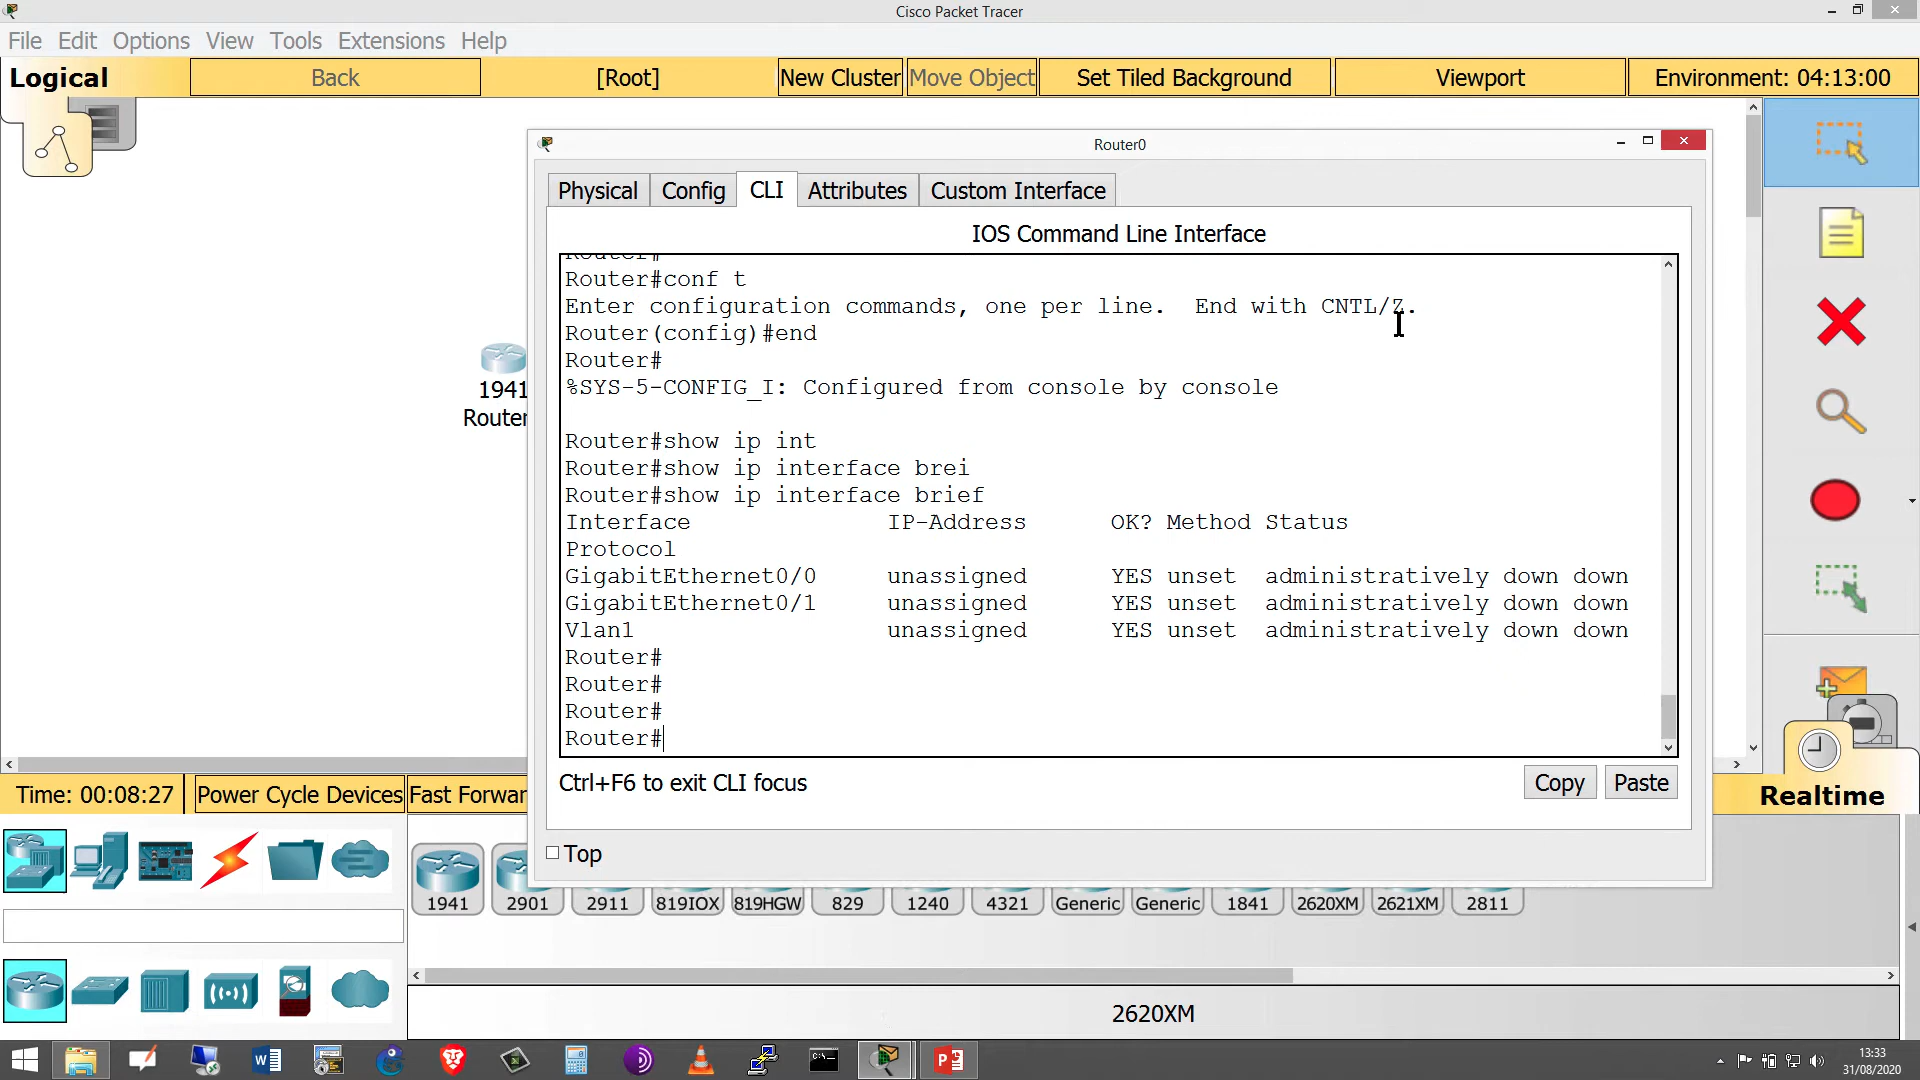 Cisco Packet Tracer
File Edit Options View Tools Extensions Help
Logical Back [Root] New Cluster Move Object Set Tiled Background Viewport Environment: 04:13:00
Router0
Physical Config CLI Attributes Custom Interface
IOS Command Line Interface
Router#
Router#conf t
Enter configuration commands, one per line.  End with CNTL/Z.
Router(config)#end
Router#
%SYS-5-CONFIG_I: Configured from console by console
Router#show ip int
Router#show ip interface brei
Router#show ip interface brief
Interface IP-Address OK? Method Status
Protocol
GigabitEthernet0/0 unassigned YES unset administratively down down
GigabitEthernet0/1 unassigned YES unset administratively down down
Vlan1 unassigned YES unset administratively down down
Router#
Router#
Router#
Router#
1941
Router
Ctrl+F6 to exit CLI focus Copy Paste
Top
Time: 00:08:27 Power Cycle Devices Fast Forwar Realtime
1941 2901 2911 819IOX 819HGW 829 1240 4321 Generic Generic 1841 2620XM 2621XM 2811
2620XM
13:33
31/08/2020